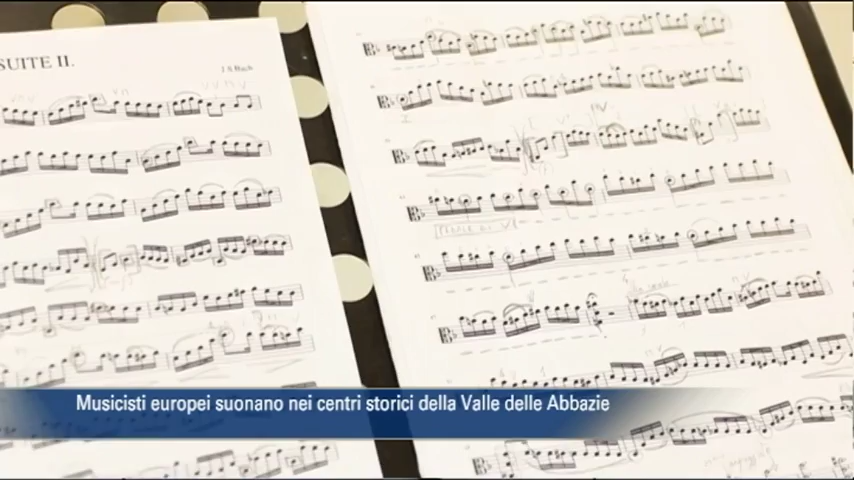 SUITE II.
J.S.Bach
Musicisti europei suonano nei centri storici della Valle delle Abbazie